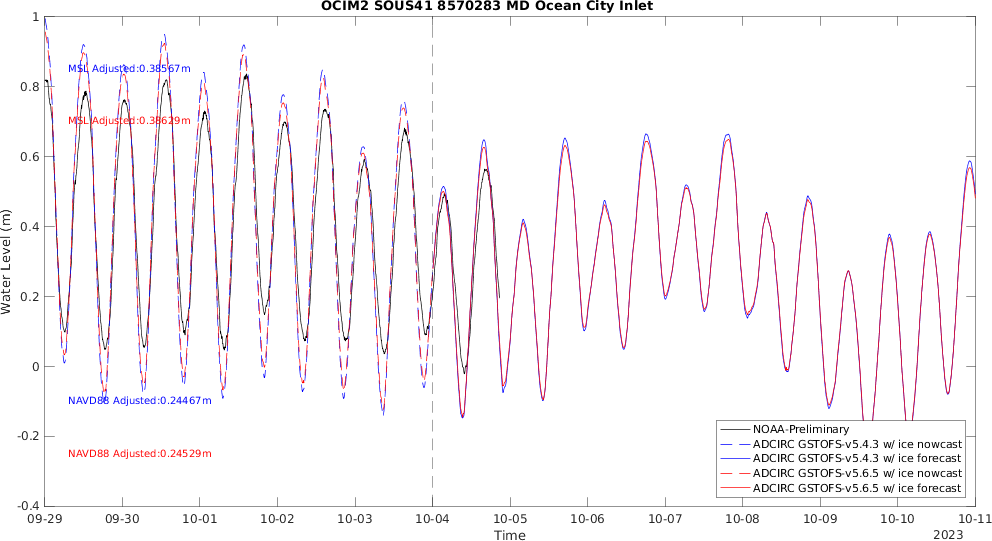 OCIM2 SOUS41 8570283 MD Ocean City Inlet
Water Level (m)
1
0.8
0.6
0.4
0.2
0
-0.2
-0.4
MSL Adjusted:0.38567m
MSL Adjusted:0.38629m
NAVD88 Adjusted:0.24467m
NAVD88 Adjusted:0.24529m
NOAA-Preliminary
ADCIRC GSTOFS-v5.4.3 w/ ice nowcast
ADCIRC GSTOFS-v5.4.3 w/ ice forecast
ADCIRC GSTOFS-v5.6.5 w/ ice nowcast
ADCIRC GSTOFS-v5.6.5 w/ ice forecast
09-29 09-30 10-01 10-02 10-03 10-04 10-05 10-06 10-07 10-08 10-09 10-10 10-11
Time
2023